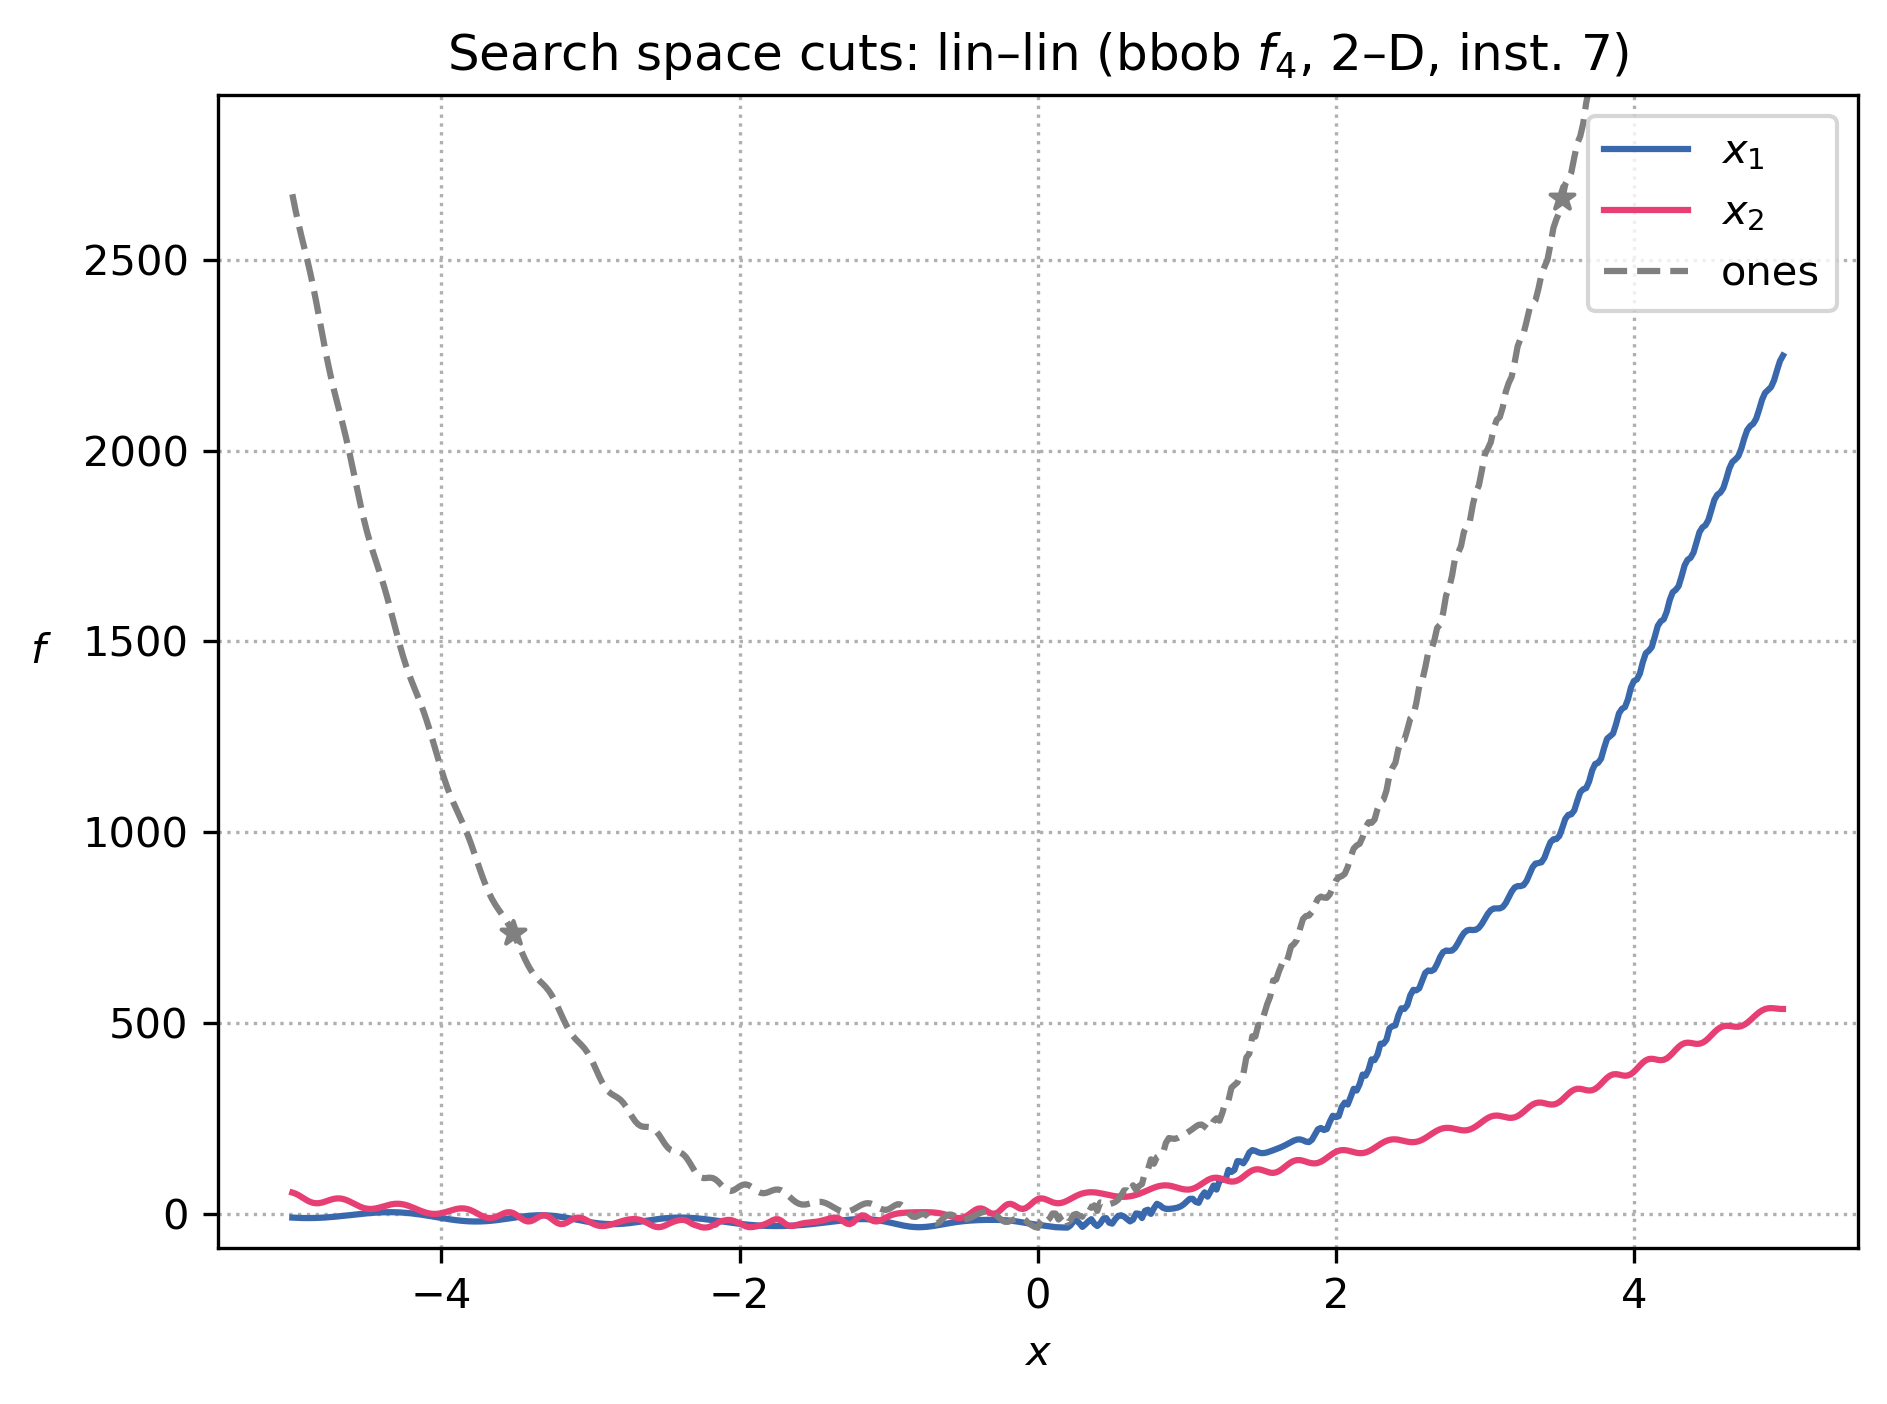 Search space cuts: lin–lin (bbob f₄, 2–D, inst. 7)
x₁
x₂
ones
2500
2000
1500
1000
500
0
f
−4
−2
0
2
4
x